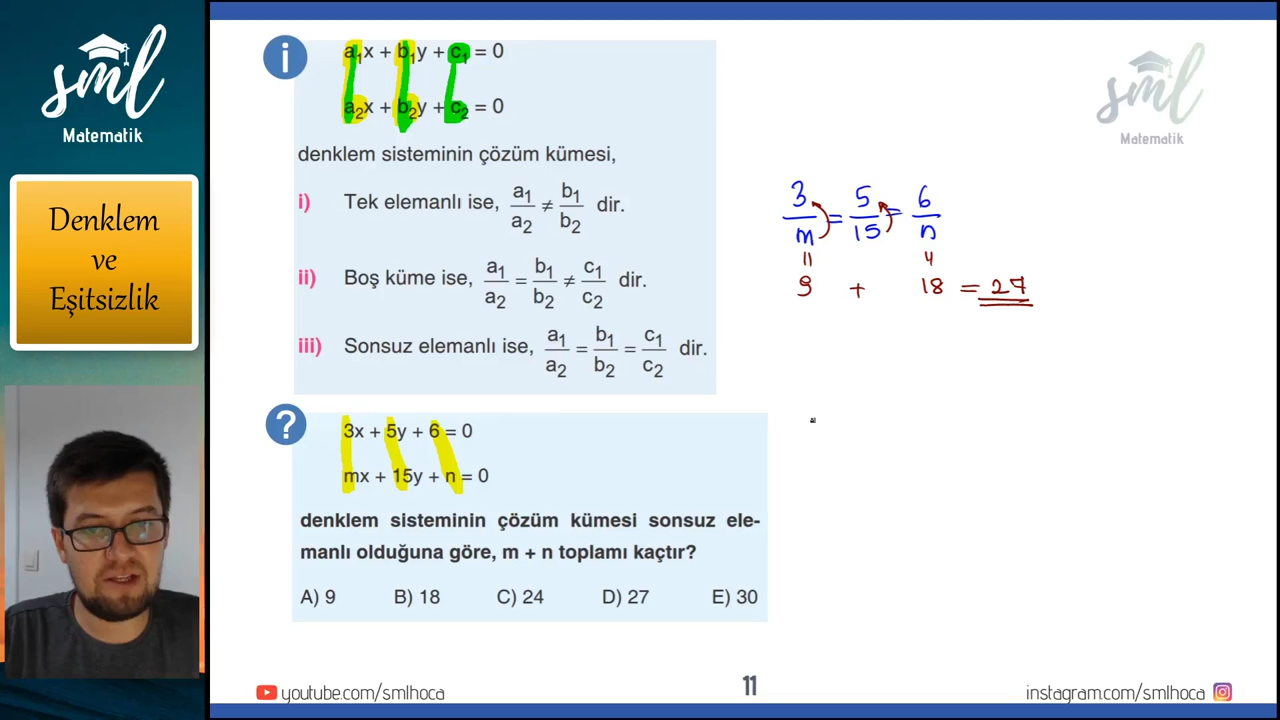 sml
Matematik
Denklem
ve
Eşitsizlik
i
a₁x + b₁y + c₁ = 0
a₂x + b₂y + c₂ = 0
denklem sisteminin çözüm kümesi,
i) Tek elemanlı ise, a₁/a₂ ≠ b₁/b₂ dir.
ii) Boş küme ise, a₁/a₂ = b₁/b₂ ≠ c₁/c₂ dir.
iii) Sonsuz elemanlı ise, a₁/a₂ = b₁/b₂ = c₁/c₂ dir.
?
3x + 5y + 6 = 0
mx + 15y + n = 0
denklem sisteminin çözüm kümesi sonsuz ele-
manlı olduğuna göre, m + n toplamı kaçtır?
A) 9 B) 18 C) 24 D) 27 E) 30
sml
Matematik
3/m = 5/15 = 6/n
9 + 18 = 27
youtube.com/smlhoca
11
instagram.com/smlhoca